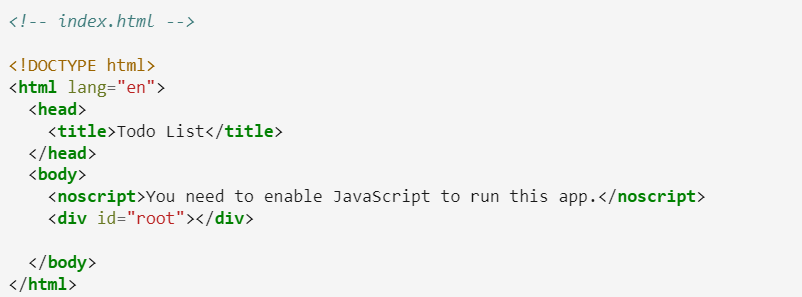 <!-- index.html -->
<!DOCTYPE html>
<html lang="en">
<head>
<title>Todo List</title>
</head>
<body>
<noscript>You need to enable JavaScript to run this app.</noscript>
<div id="root"></div>
</body>
</html>